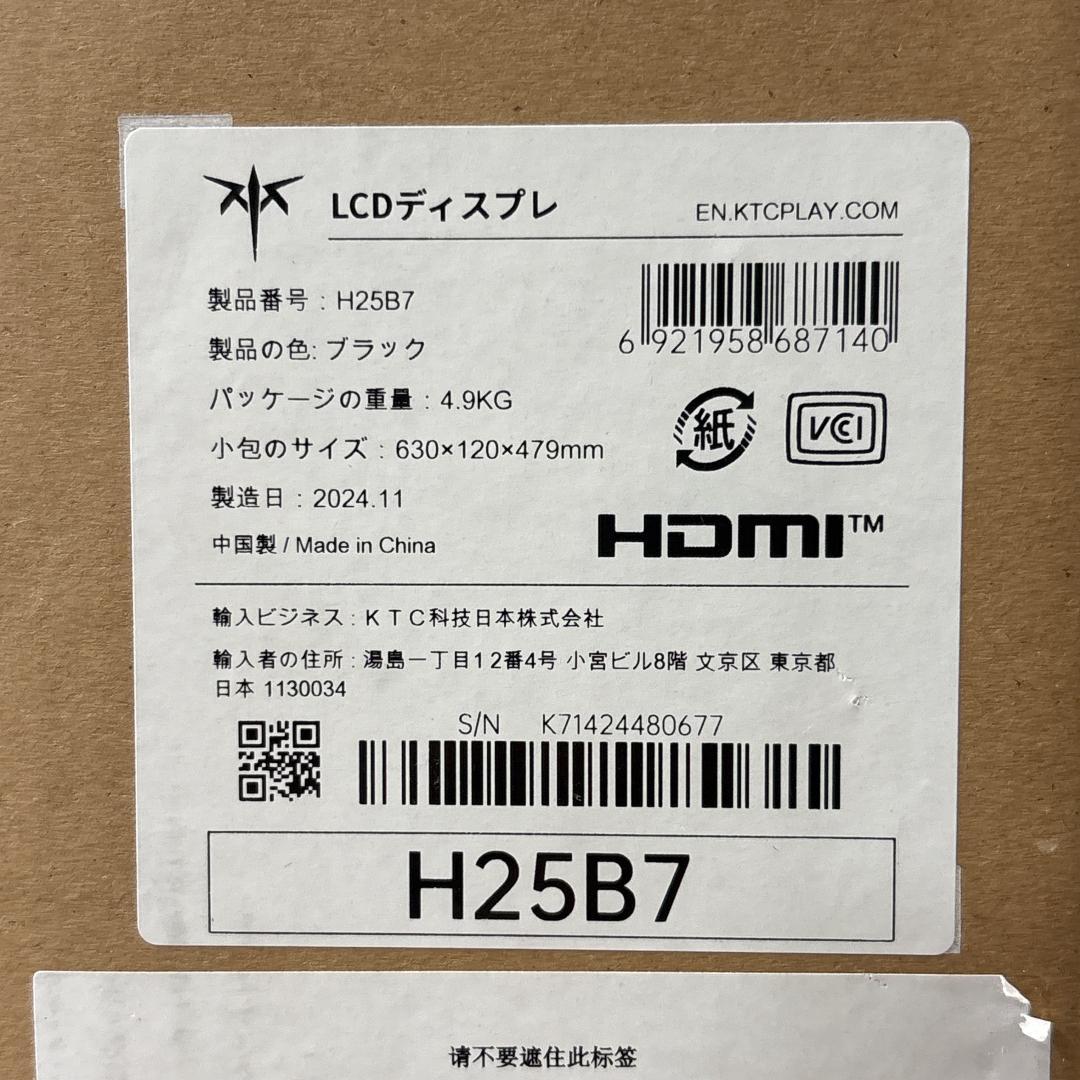 LCDディスプレ
EN.KTCPLAY.COM
製品番号：H25B7
製品の色: ブラック
パッケージの重量：4.9KG
小包のサイズ：630×120×479mm
製造日：2024.11
中国製 / Made in China
6 921958 687140
紙
VCCI
HDMI™
輸入ビジネス：ＫＴＣ科技日本株式会社
輸入者の住所：湯島一丁目12番4号 小宮ビル8階 文京区 東京都
日本 1130034
S/N K71424480677
H25B7
请不要遮住此标签